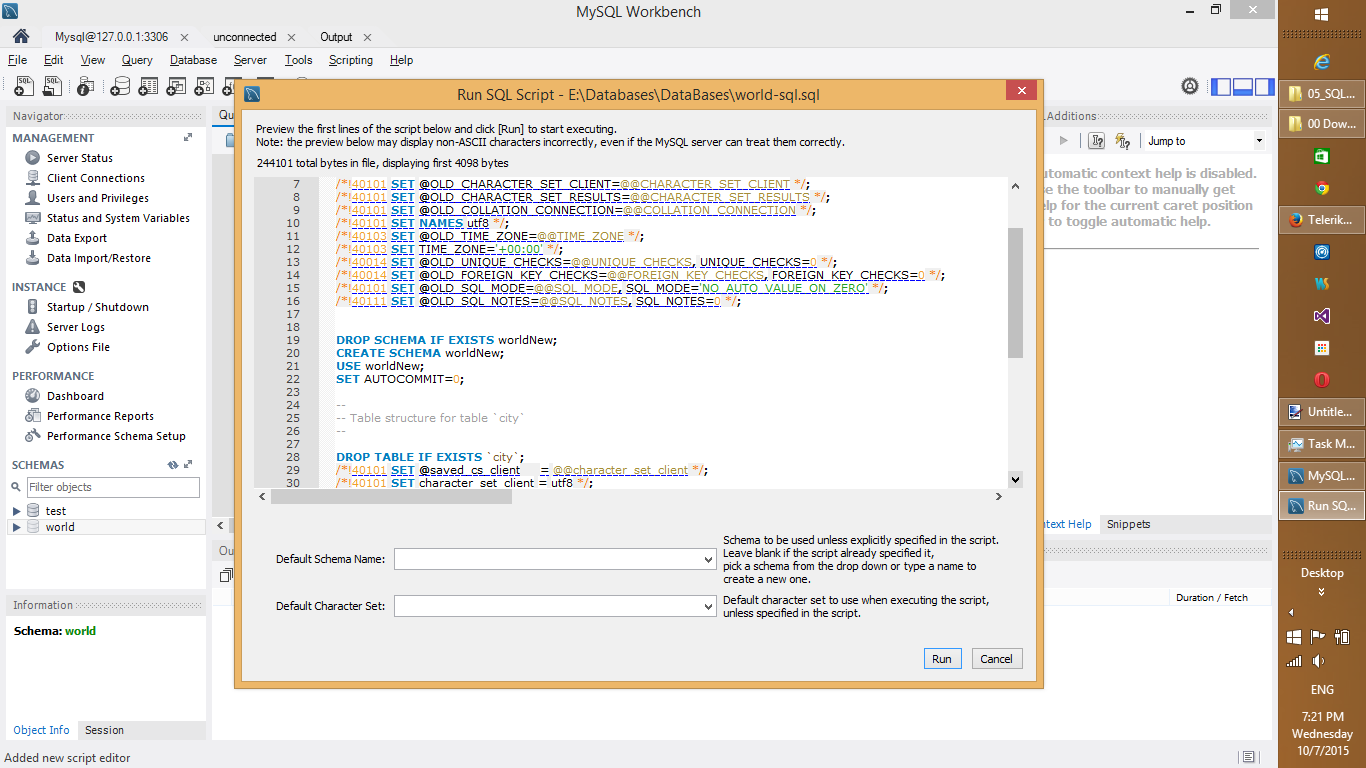 MySQL Workbench
Mysql@127.0.0.1:3306
unconnected
Output
File Edit View Query Database Server Tools Scripting Help
Navigator
MANAGEMENT
Server Status
Client Connections
Users and Privileges
Status and System Variables
Data Export
Data Import/Restore
INSTANCE
Startup / Shutdown
Server Logs
Options File
PERFORMANCE
Dashboard
Performance Reports
Performance Schema Setup
SCHEMAS
Filter objects
test
world
Information
Schema: world
Object Info Session
Added new script editor
Qu
Run SQL Script - E:\Databases\DataBases\world-sql.sql
Preview the first lines of the script below and click [Run] to start executing.
Note: the preview below may display non-ASCII characters incorrectly, even if the MySQL server can treat them correctly.
244101 total bytes in file, displaying first 4098 bytes
7 /*!40101 SET @OLD_CHARACTER_SET_CLIENT=@@CHARACTER_SET_CLIENT */;
8 /*!40101 SET @OLD_CHARACTER_SET_RESULTS=@@CHARACTER_SET_RESULTS */;
9 /*!40101 SET @OLD_COLLATION_CONNECTION=@@COLLATION_CONNECTION */;
10 /*!40101 SET NAMES utf8 */;
11 /*!40103 SET @OLD_TIME_ZONE=@@TIME_ZONE */;
12 /*!40103 SET TIME_ZONE='+00:00' */;
13 /*!40014 SET @OLD_UNIQUE_CHECKS=@@UNIQUE_CHECKS, UNIQUE_CHECKS=0 */;
14 /*!40014 SET @OLD_FOREIGN_KEY_CHECKS=@@FOREIGN_KEY_CHECKS, FOREIGN_KEY_CHECKS=0 */;
15 /*!40101 SET @OLD_SQL_MODE=@@SQL_MODE, SQL_MODE='NO_AUTO_VALUE_ON_ZERO' */;
16 /*!40111 SET @OLD_SQL_NOTES=@@SQL_NOTES, SQL_NOTES=0 */;
17
18
19 DROP SCHEMA IF EXISTS worldNew;
20 CREATE SCHEMA worldNew;
21 USE worldNew;
22 SET AUTOCOMMIT=0;
23
24 --
25 -- Table structure for table `city`
26 --
27
28 DROP TABLE IF EXISTS `city`;
29 /*!40101 SET @saved_cs_client = @@character_set_client */;
30 /*!40101 SET character_set_client = utf8 */;
Default Schema Name:
Schema to be used unless explicitly specified in the script.
Leave blank if the script already specified it,
pick a schema from the drop down or type a name to
create a new one.
Default Character Set:
Default character set to use when executing the script,
unless specified in the script.
Run Cancel
Ou
.Additions
Jump to
utomatic context help is disabled.
se the toolbar to manually get
elp for the current caret position
to toggle automatic help.
ntext Help Snippets
Duration / Fetch
05_SQL...
00 Dow...
Telerik...
Untitle...
Task M...
MySQL...
Run SQ...
Desktop
ENG
7:21 PM
Wednesday
10/7/2015